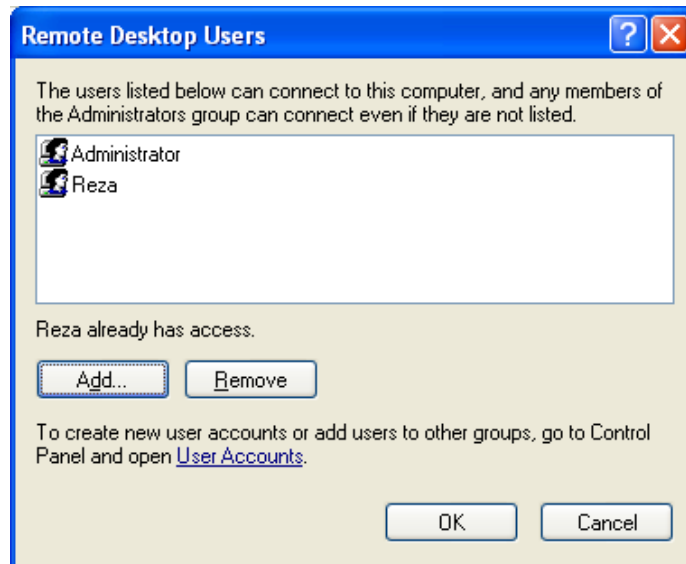 Remote Desktop Users
The users listed below can connect to this computer, and any members of
the Administrators group can connect even if they are not listed.
Administrator
Reza
Reza already has access.
Add... Remove
To create new user accounts or add users to other groups, go to Control
Panel and open User Accounts.
OK Cancel